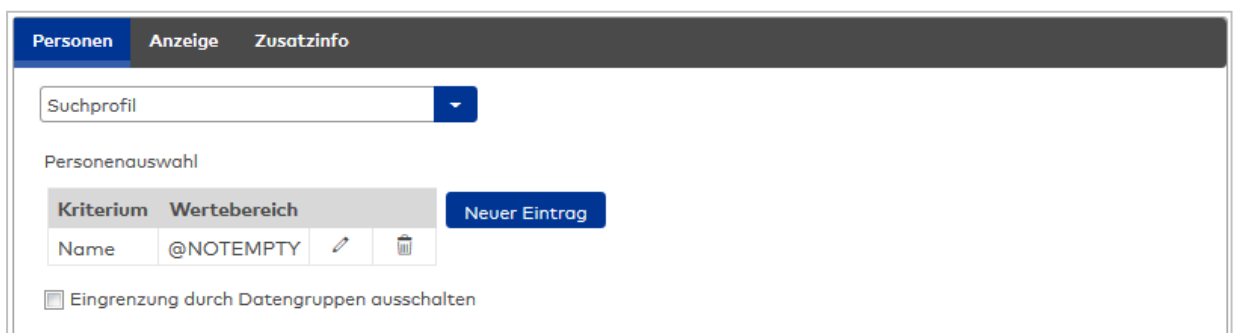 Personen Anzeige Zusatzinfo
Suchprofil
Personenauswahl
Kriterium Wertebereich Neuer Eintrag
Name @NOTEMPTY
Eingrenzung durch Datengruppen ausschalten